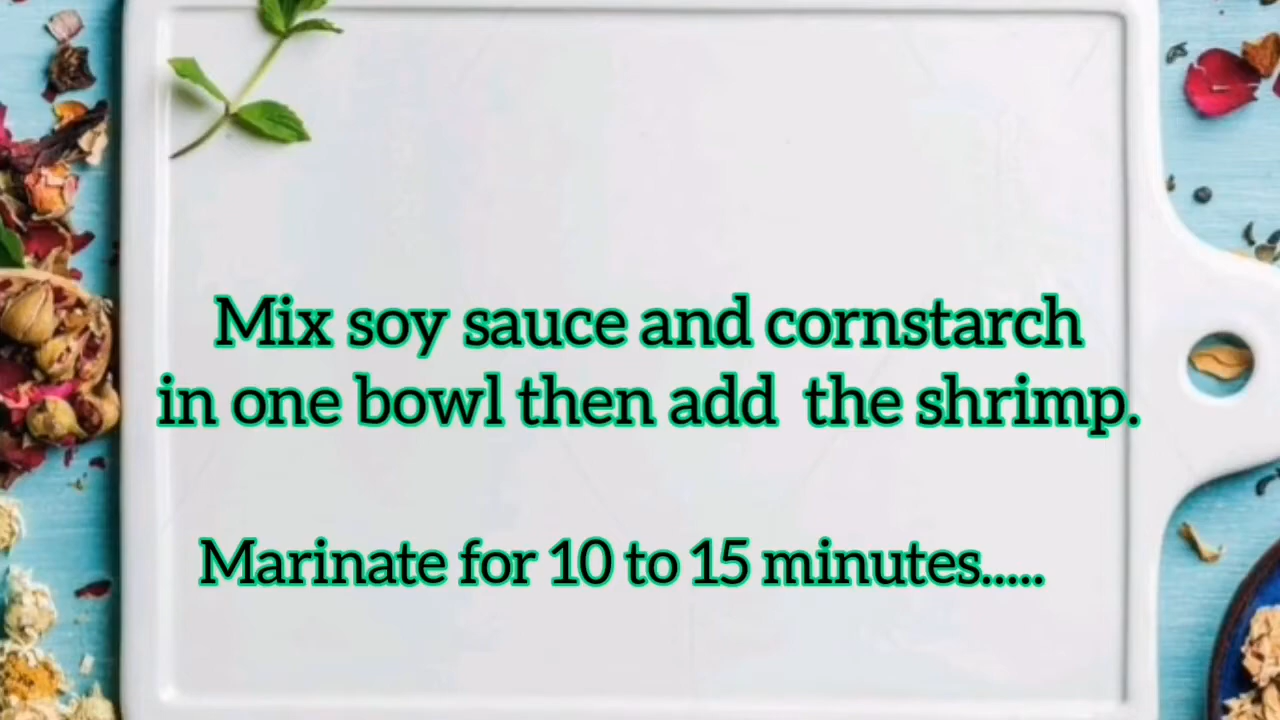 Mix soy sauce and cornstarch
in one bowl then add the shrimp.
Marinate for 10 to 15 minutes.....